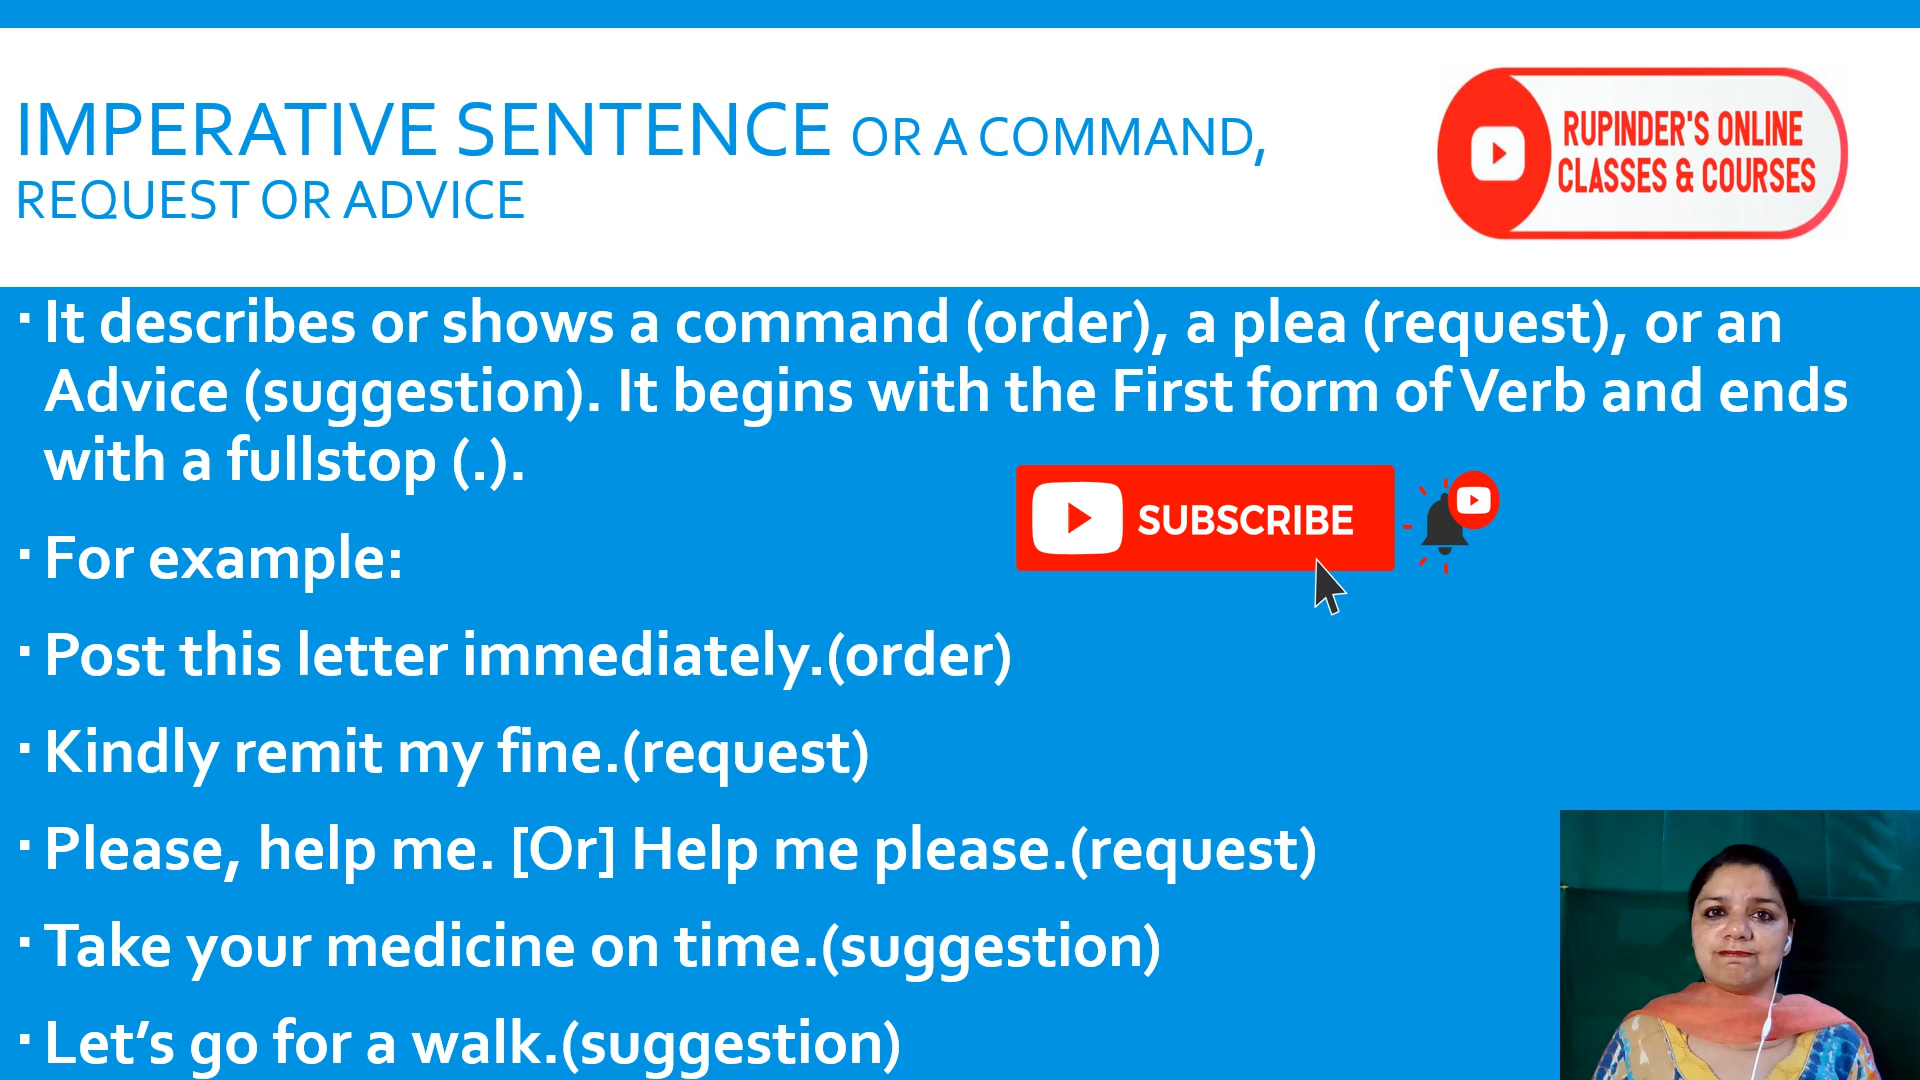 IMPERATIVE SENTENCE OR A COMMAND,
REQUEST OR ADVICE
RUPINDER'S ONLINE
CLASSES & COURSES
▪ It describes or shows a command (order), a plea (request), or an
Advice (suggestion). It begins with the First form of Verb and ends
with a fullstop (.).
SUBSCRIBE
▪ For example:
▪ Post this letter immediately.(order)
▪ Kindly remit my fine.(request)
▪ Please, help me. [Or] Help me please.(request)
▪ Take your medicine on time.(suggestion)
▪ Let’s go for a walk.(suggestion)